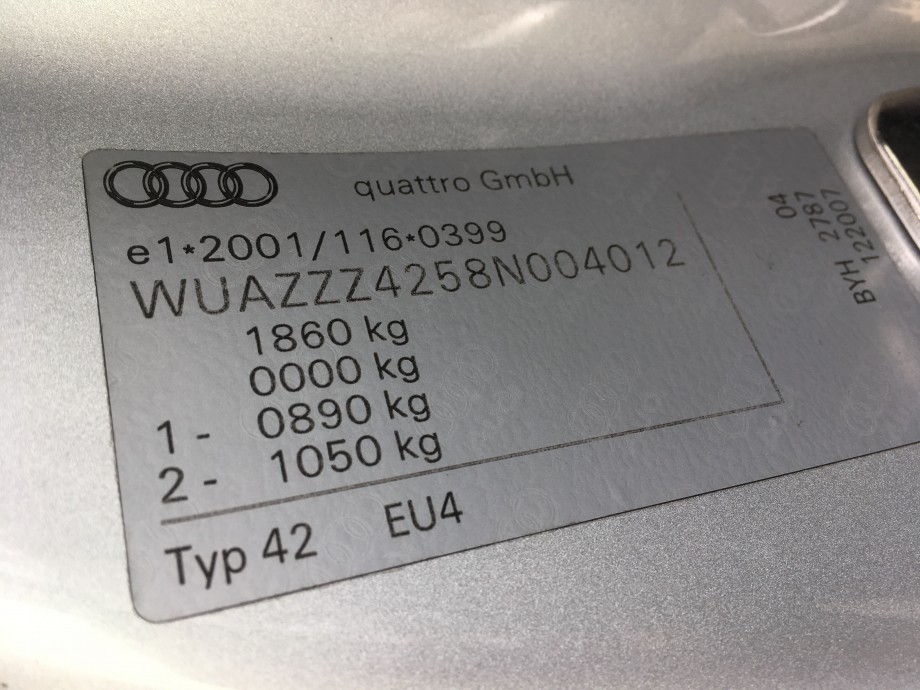 quattro GmbH
e1*2001/116*0399
WUAZZZ4258N004012
1860 kg
0000 kg
1 - 0890 kg
2 - 1050 kg
Typ 42 EU4
04
2787
BYH 122007